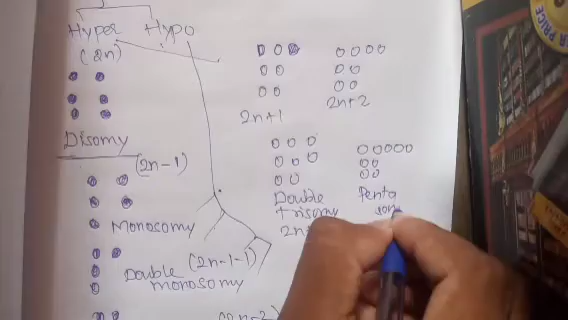 Hyper Hypo
(2n)
Disomy
(2n-1)
Monosomy
(2n-1-1)
Double
monosomy
2n+1
2n+2
Double
trisomy
Penta
PRICE